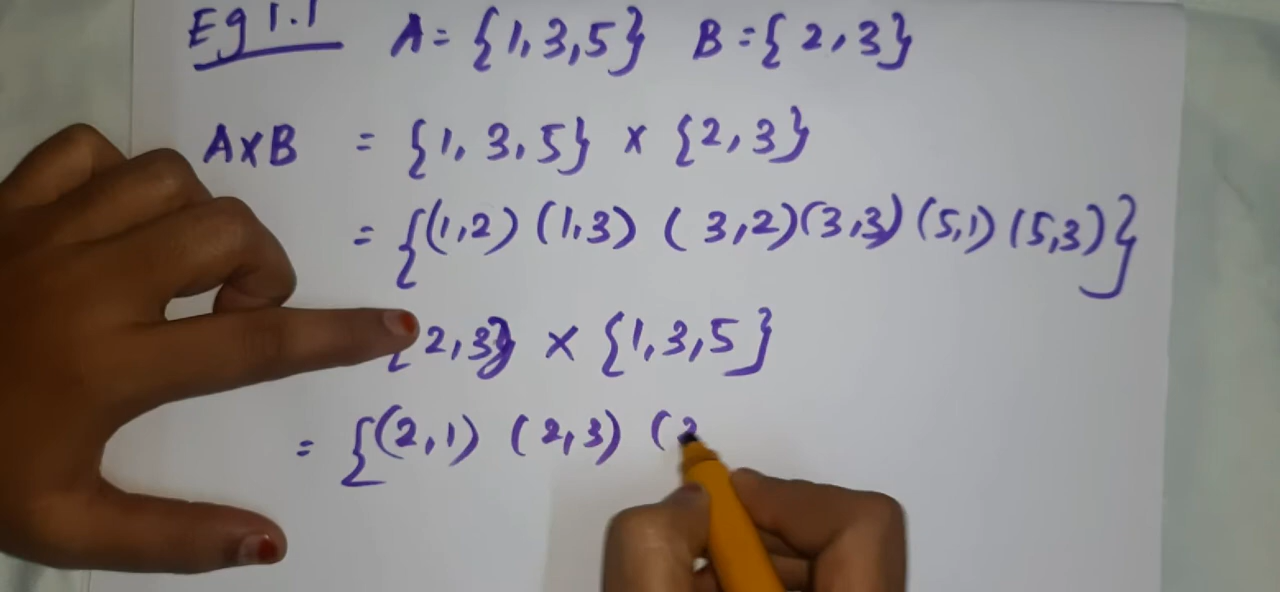 Eg 1.1 A = {1, 3, 5} B = {2, 3}
A×B = {1, 3, 5} × {2, 3}
= {(1,2) (1,3) (3,2) (3,3) (5,1) (5,3)}
{2,3} × {1,3,5}
= {(2,1) (2,3) (2